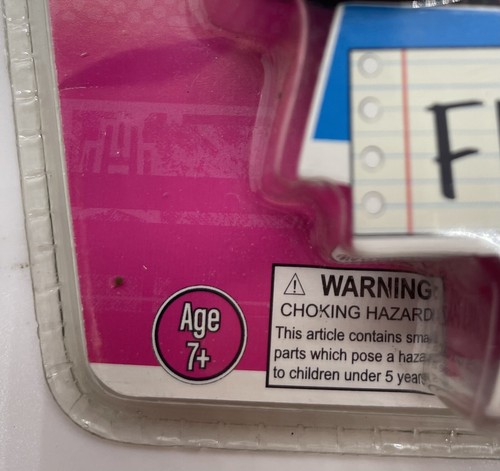 Age
7+
WARNING:
CHOKING HAZARD
This article contains
parts which pose a
to children under 5